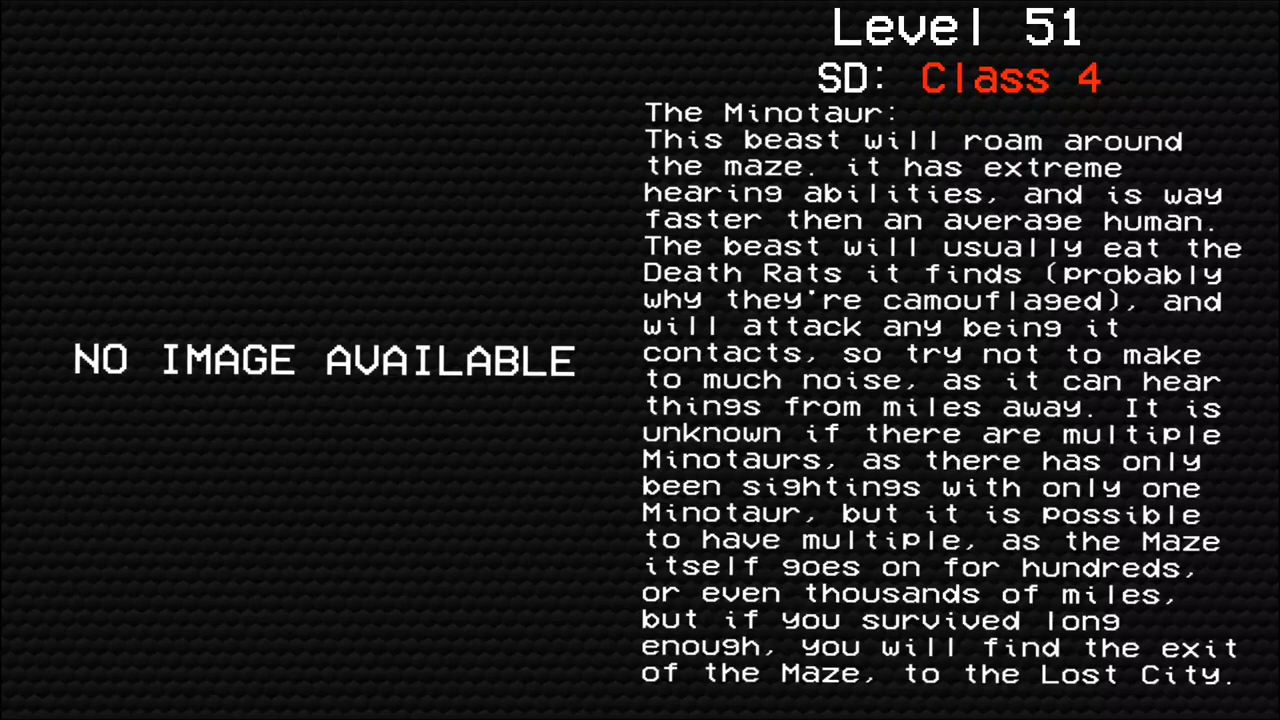 Level 51
SD: Class 4
The Minotaur:
This beast will roam around
the maze. it has extreme
hearing abilities, and is way
faster then an average human.
The beast will usually eat the
Death Rats it finds (probably
why they're camouflaged), and
will attack any being it
contacts, so try not to make
to much noise, as it can hear
things from miles away. It is
unknown if there are multiple
Minotaurs, as there has only
been sightings with only one
Minotaur, but it is possible
to have multiple, as the Maze
itself goes on for hundreds,
or even thousands of miles,
but if you survived long
enough, you will find the exit
of the Maze, to the Lost City.
NO IMAGE AVAILABLE